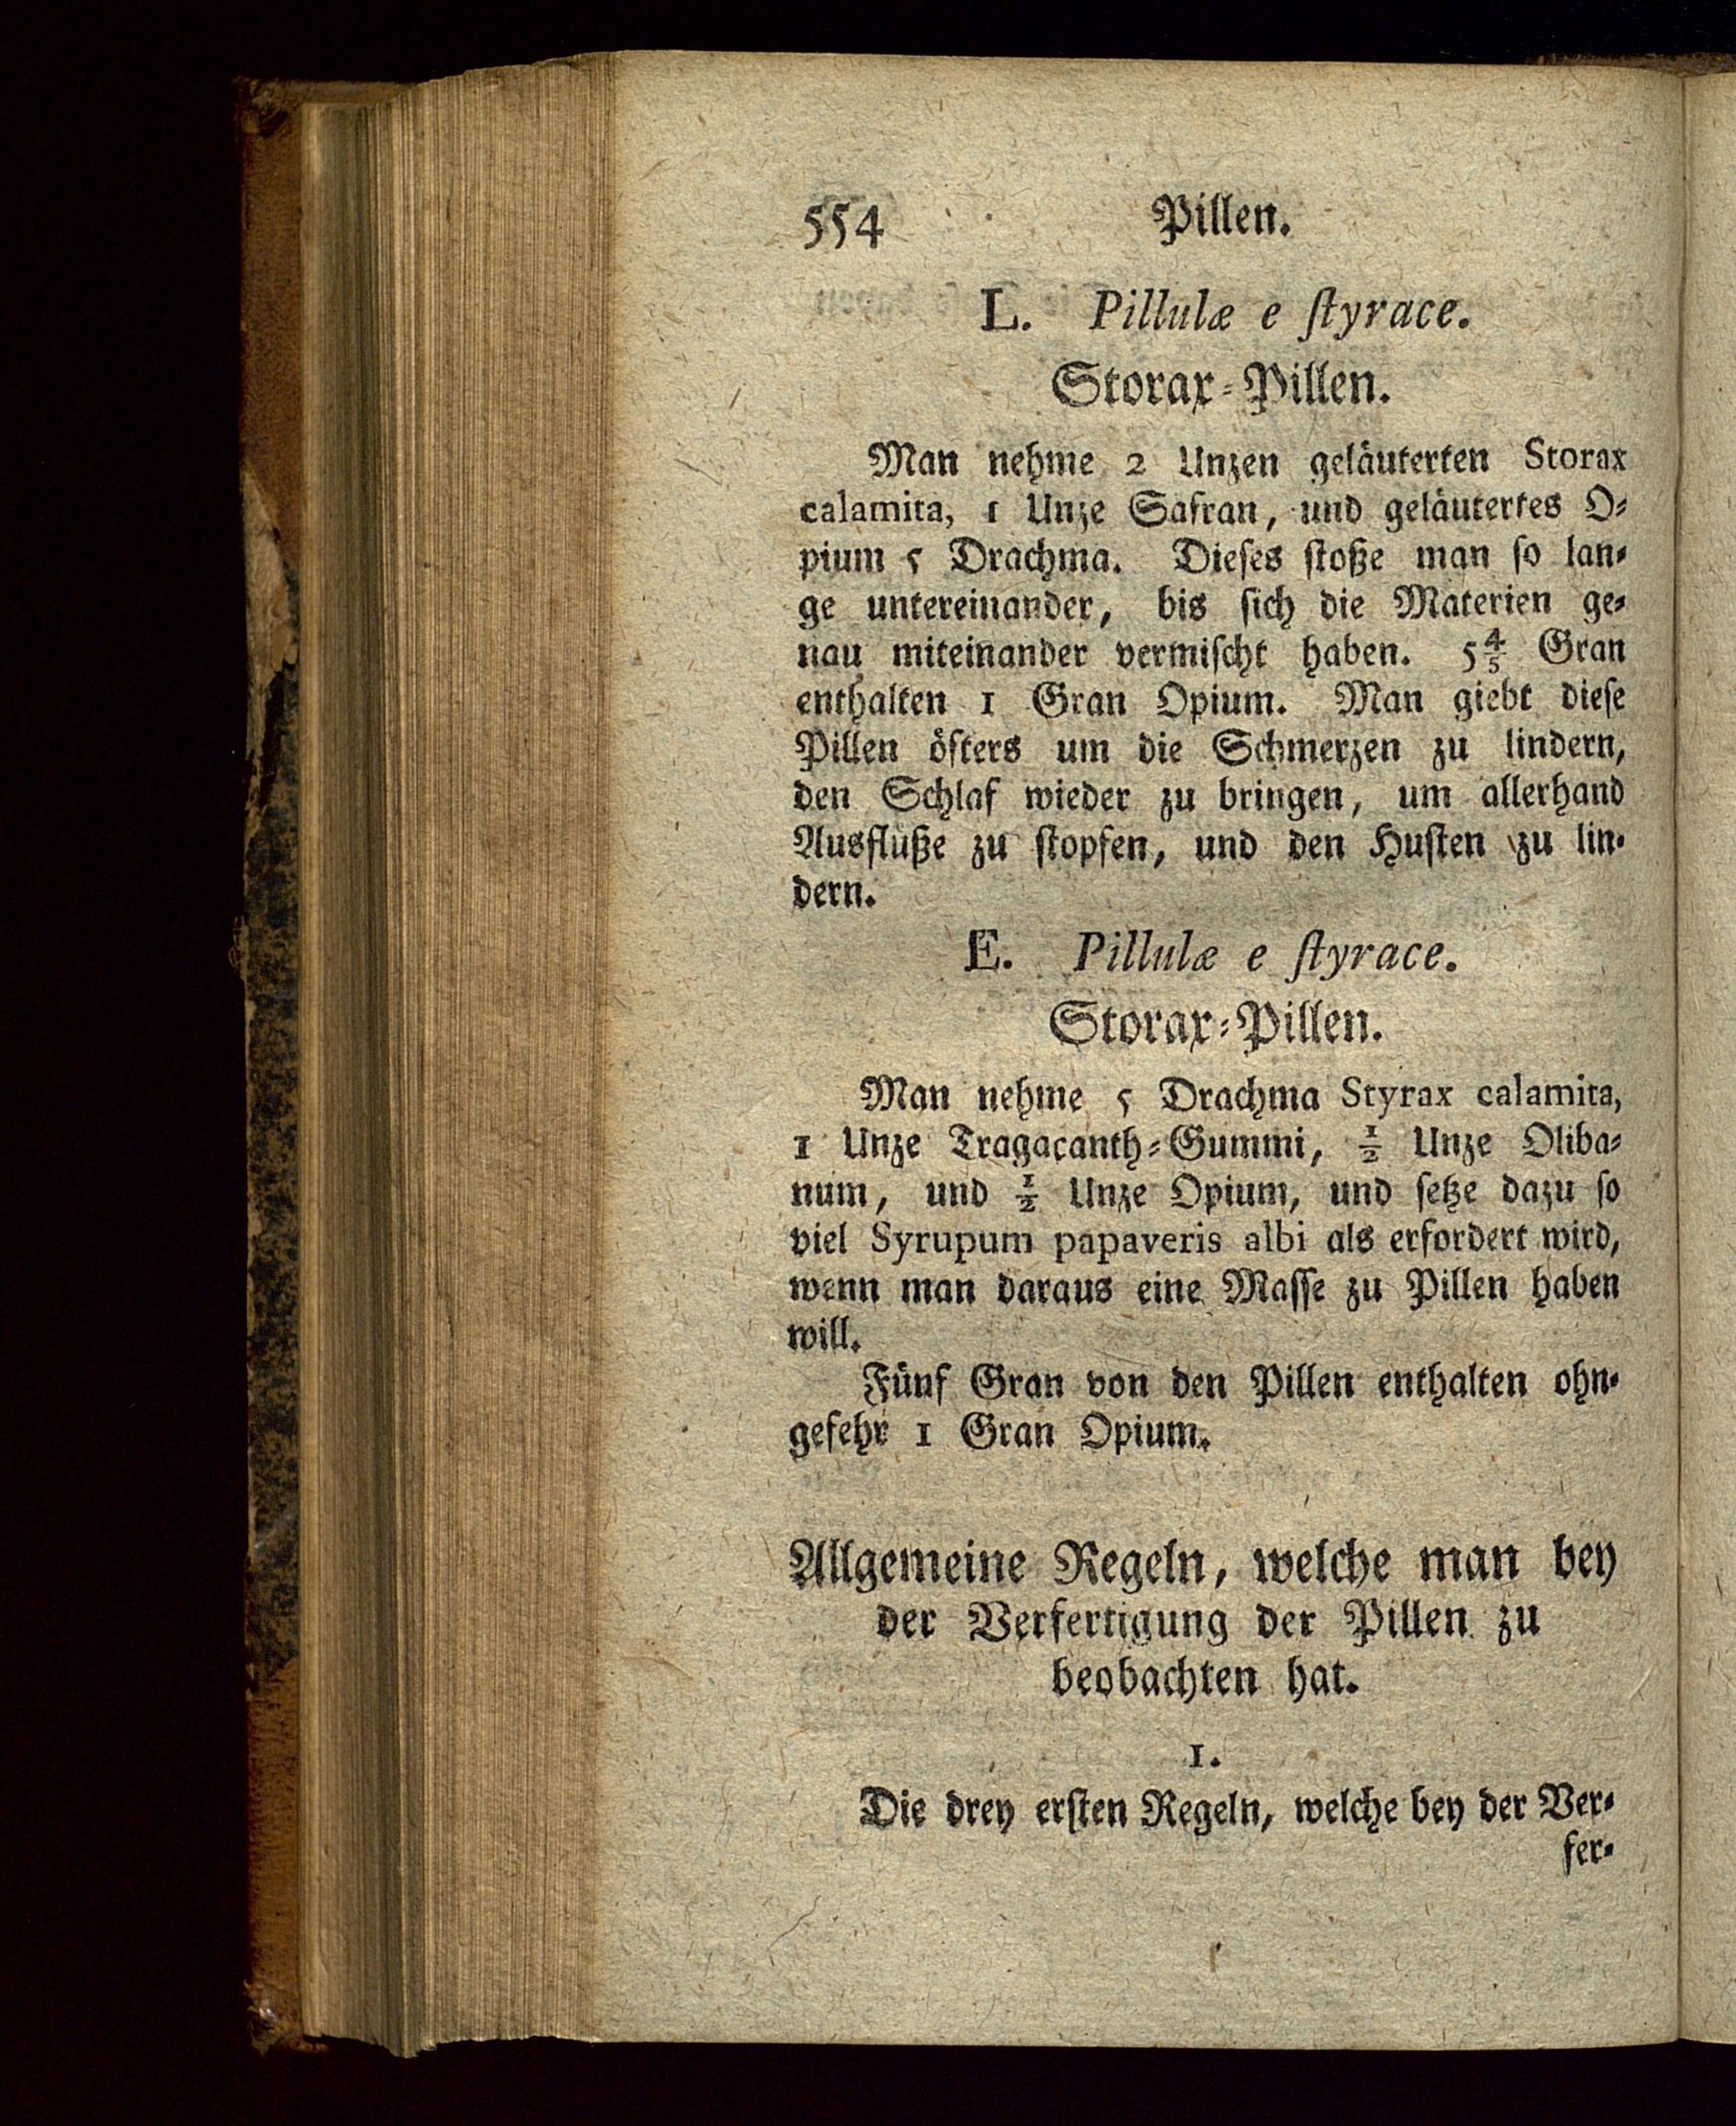 554 Pillen.
L. Pillulæ e ſtyrace.
Storax-Pillen.
Man nehme 2 Unzen geläuterten Storax
calamita, 1 Unze Safran, und geläutertes O-
pium 5 Drachma. Dieſes ſtoße man ſo lan-
ge untereinander, bis ſich die Materien ge-
nau miteinander vermiſcht haben. 5⅘ Gran
enthalten 1 Gran Opium. Man giebt dieſe
Pillen öfters um die Schmerzen zu lindern,
den Schlaf wieder zu bringen, um allerhand
Ausflüße zu ſtopfen, und den Huſten zu lin-
dern.
E. Pillulæ e ſtyrace.
Storax-Pillen.
Man nehme 5 Drachma Styrax calamita,
1 Unze Tragacanth-Gummi, ½ Unze Oliba-
num, und ½ Unze Opium, und ſetze dazu ſo
viel Syrupum papaveris albi als erfordert wird,
wenn man daraus eine Maſſe zu Pillen haben
will.
Fünf Gran von den Pillen enthalten ohn-
gefehr 1 Gran Opium.
Allgemeine Regeln, welche man bey
der Verfertigung der Pillen zu
beobachten hat.
1.
Die drey erſten Regeln, welche bey der Ver-
fer-